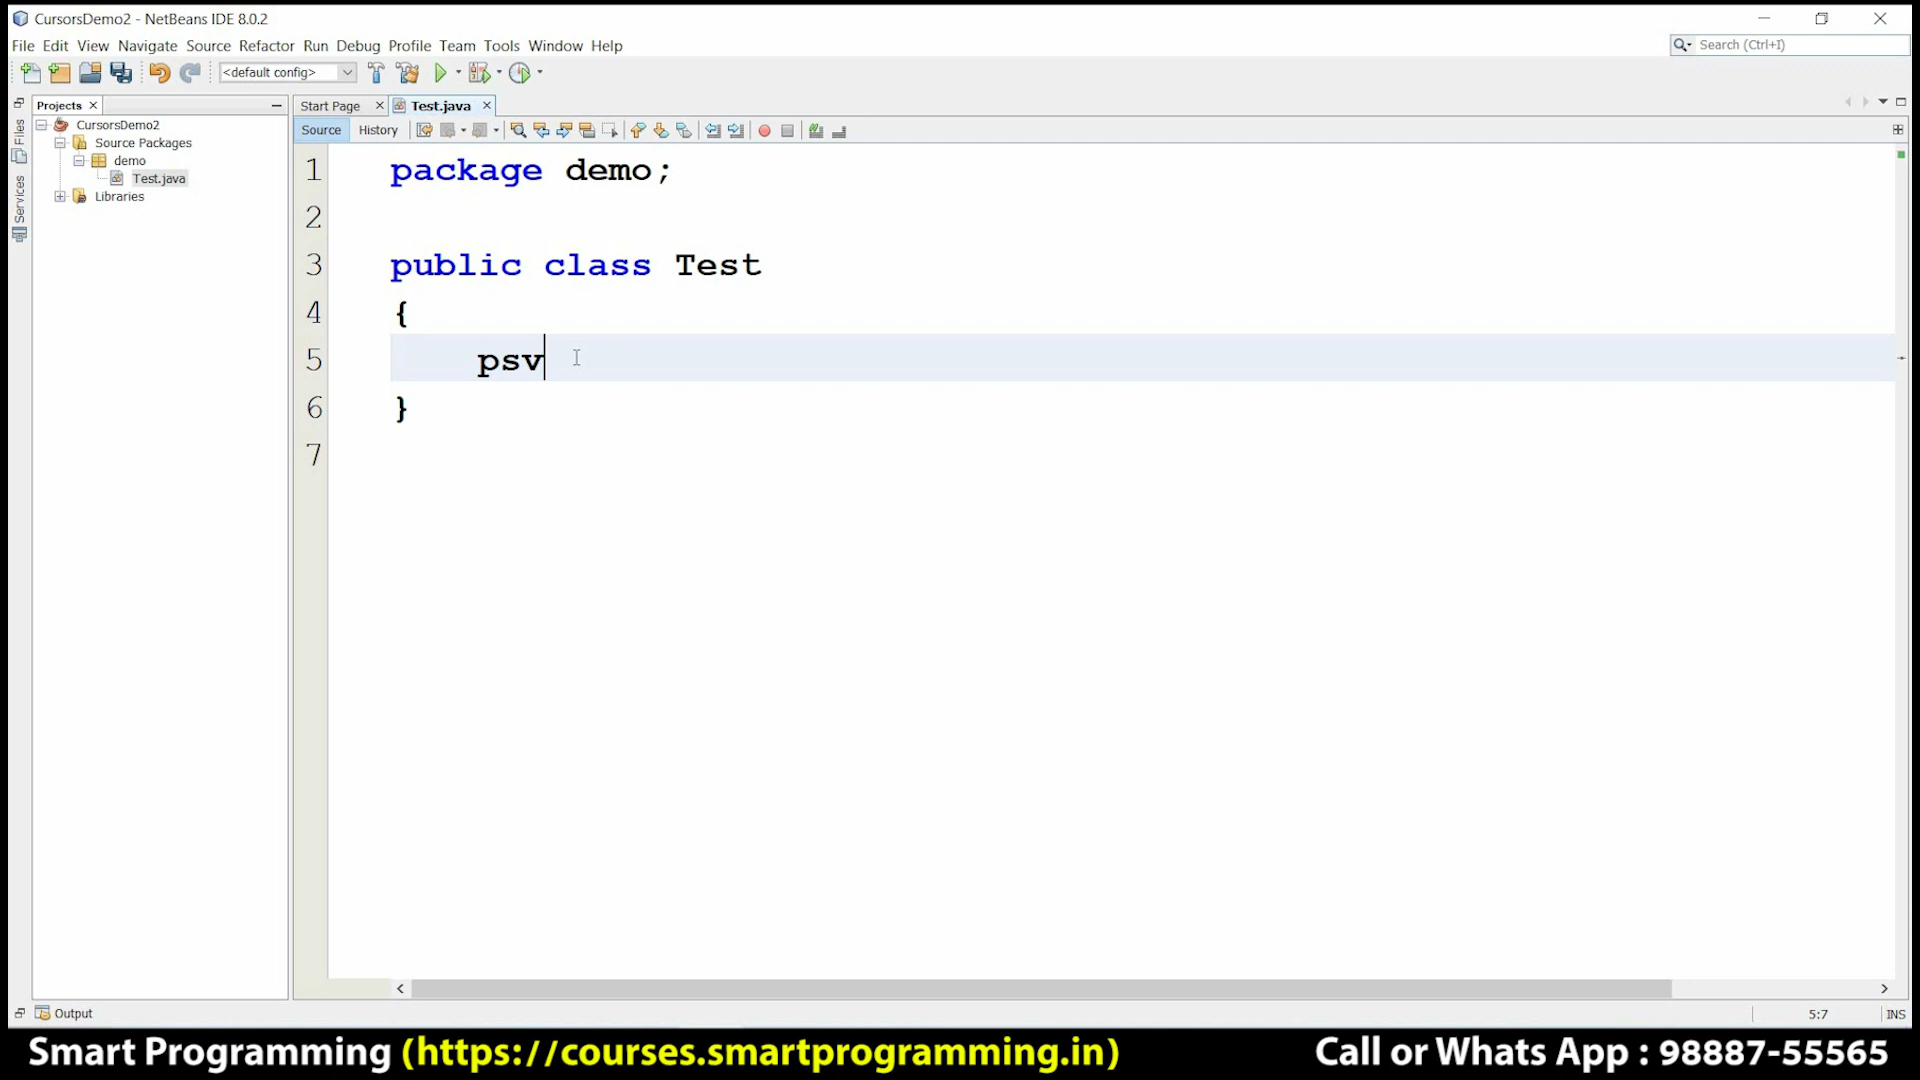 CursorsDemo2 - NetBeans IDE 8.0.2
File Edit View Navigate Source Refactor Run Debug Profile Team Tools Window Help
Search (Ctrl+I)
<default config>
Projects
Start Page
Test.java
Files
Services
CursorsDemo2
Source Packages
demo
Test.java
Libraries
Source History
1 package demo;
2
3 public class Test
4 {
5 psv
6 }
7
Output
5:7
INS
Smart Programming (https://courses.smartprogramming.in)
Call or Whats App : 98887-55565